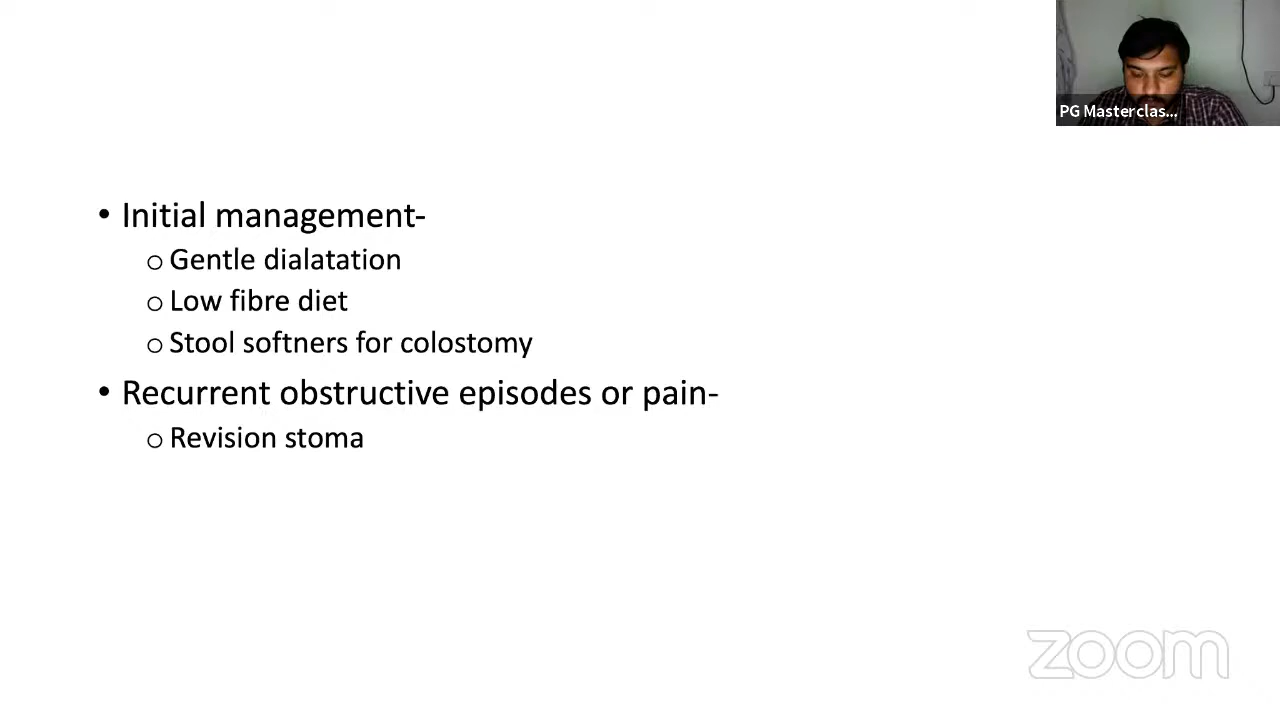 PG Masterclas...
• Initial management-
o Gentle dialatation
o Low fibre diet
o Stool softners for colostomy
• Recurrent obstructive episodes or pain-
o Revision stoma
zoom